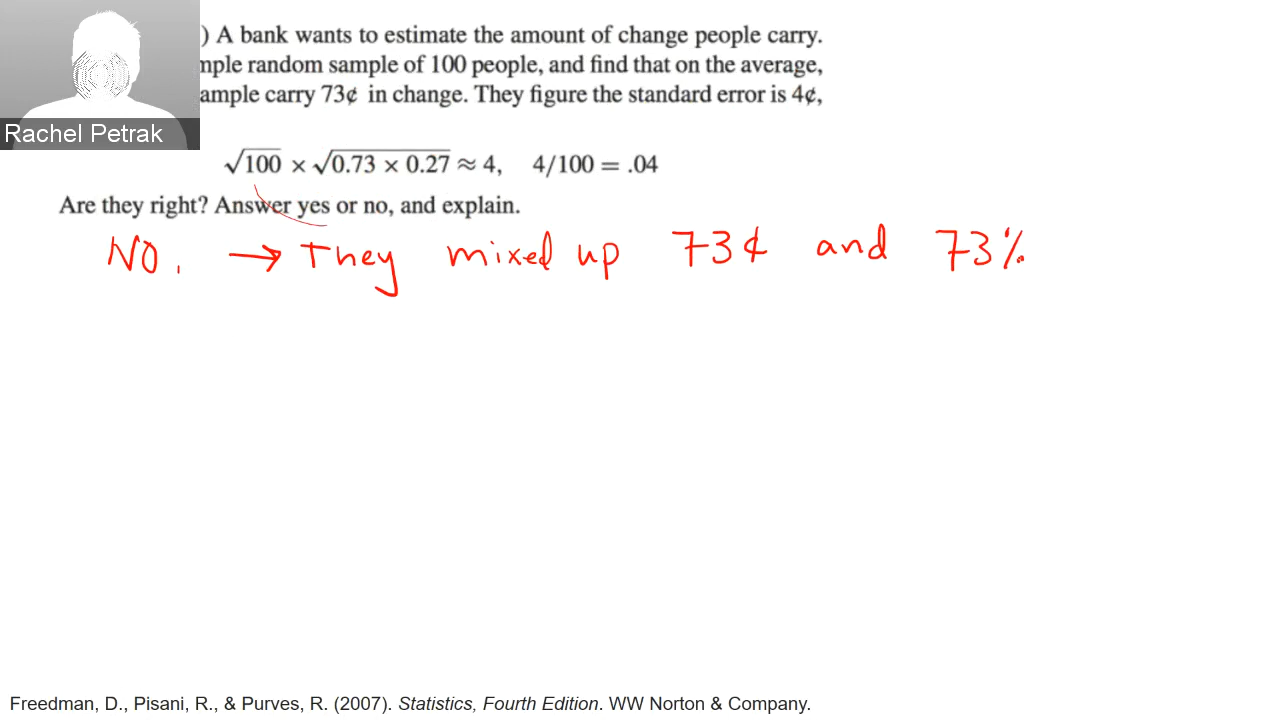 ) A bank wants to estimate the amount of change people carry.
mple random sample of 100 people, and find that on the average,
ample carry 73¢ in change. They figure the standard error is 4¢,
Rachel Petrak
√100 × √0.73 × 0.27 ≈ 4, 4/100 = .04
Are they right? Answer yes or no, and explain.
NO. → They mixed up 73¢ and 73%
Freedman, D., Pisani, R., & Purves, R. (2007). Statistics, Fourth Edition. WW Norton & Company.